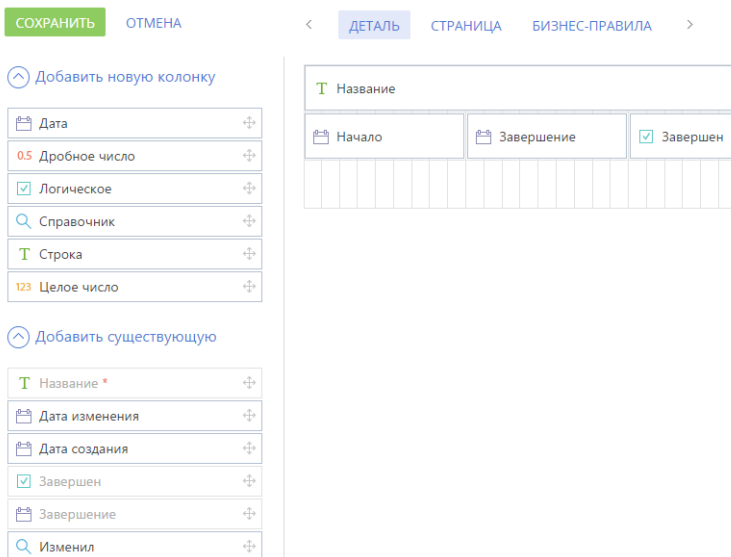 СОХРАНИТЬ ОТМЕНА
ДЕТАЛЬ СТРАНИЦА БИЗНЕС-ПРАВИЛА
Добавить новую колонку
Дата
0.5 Дробное число
Логическое
Справочник
T Строка
123 Целое число
Добавить существующую
T Название *
Дата изменения
Дата создания
Завершен
Завершение
Изменил
T Название
Начало Завершение Завершен